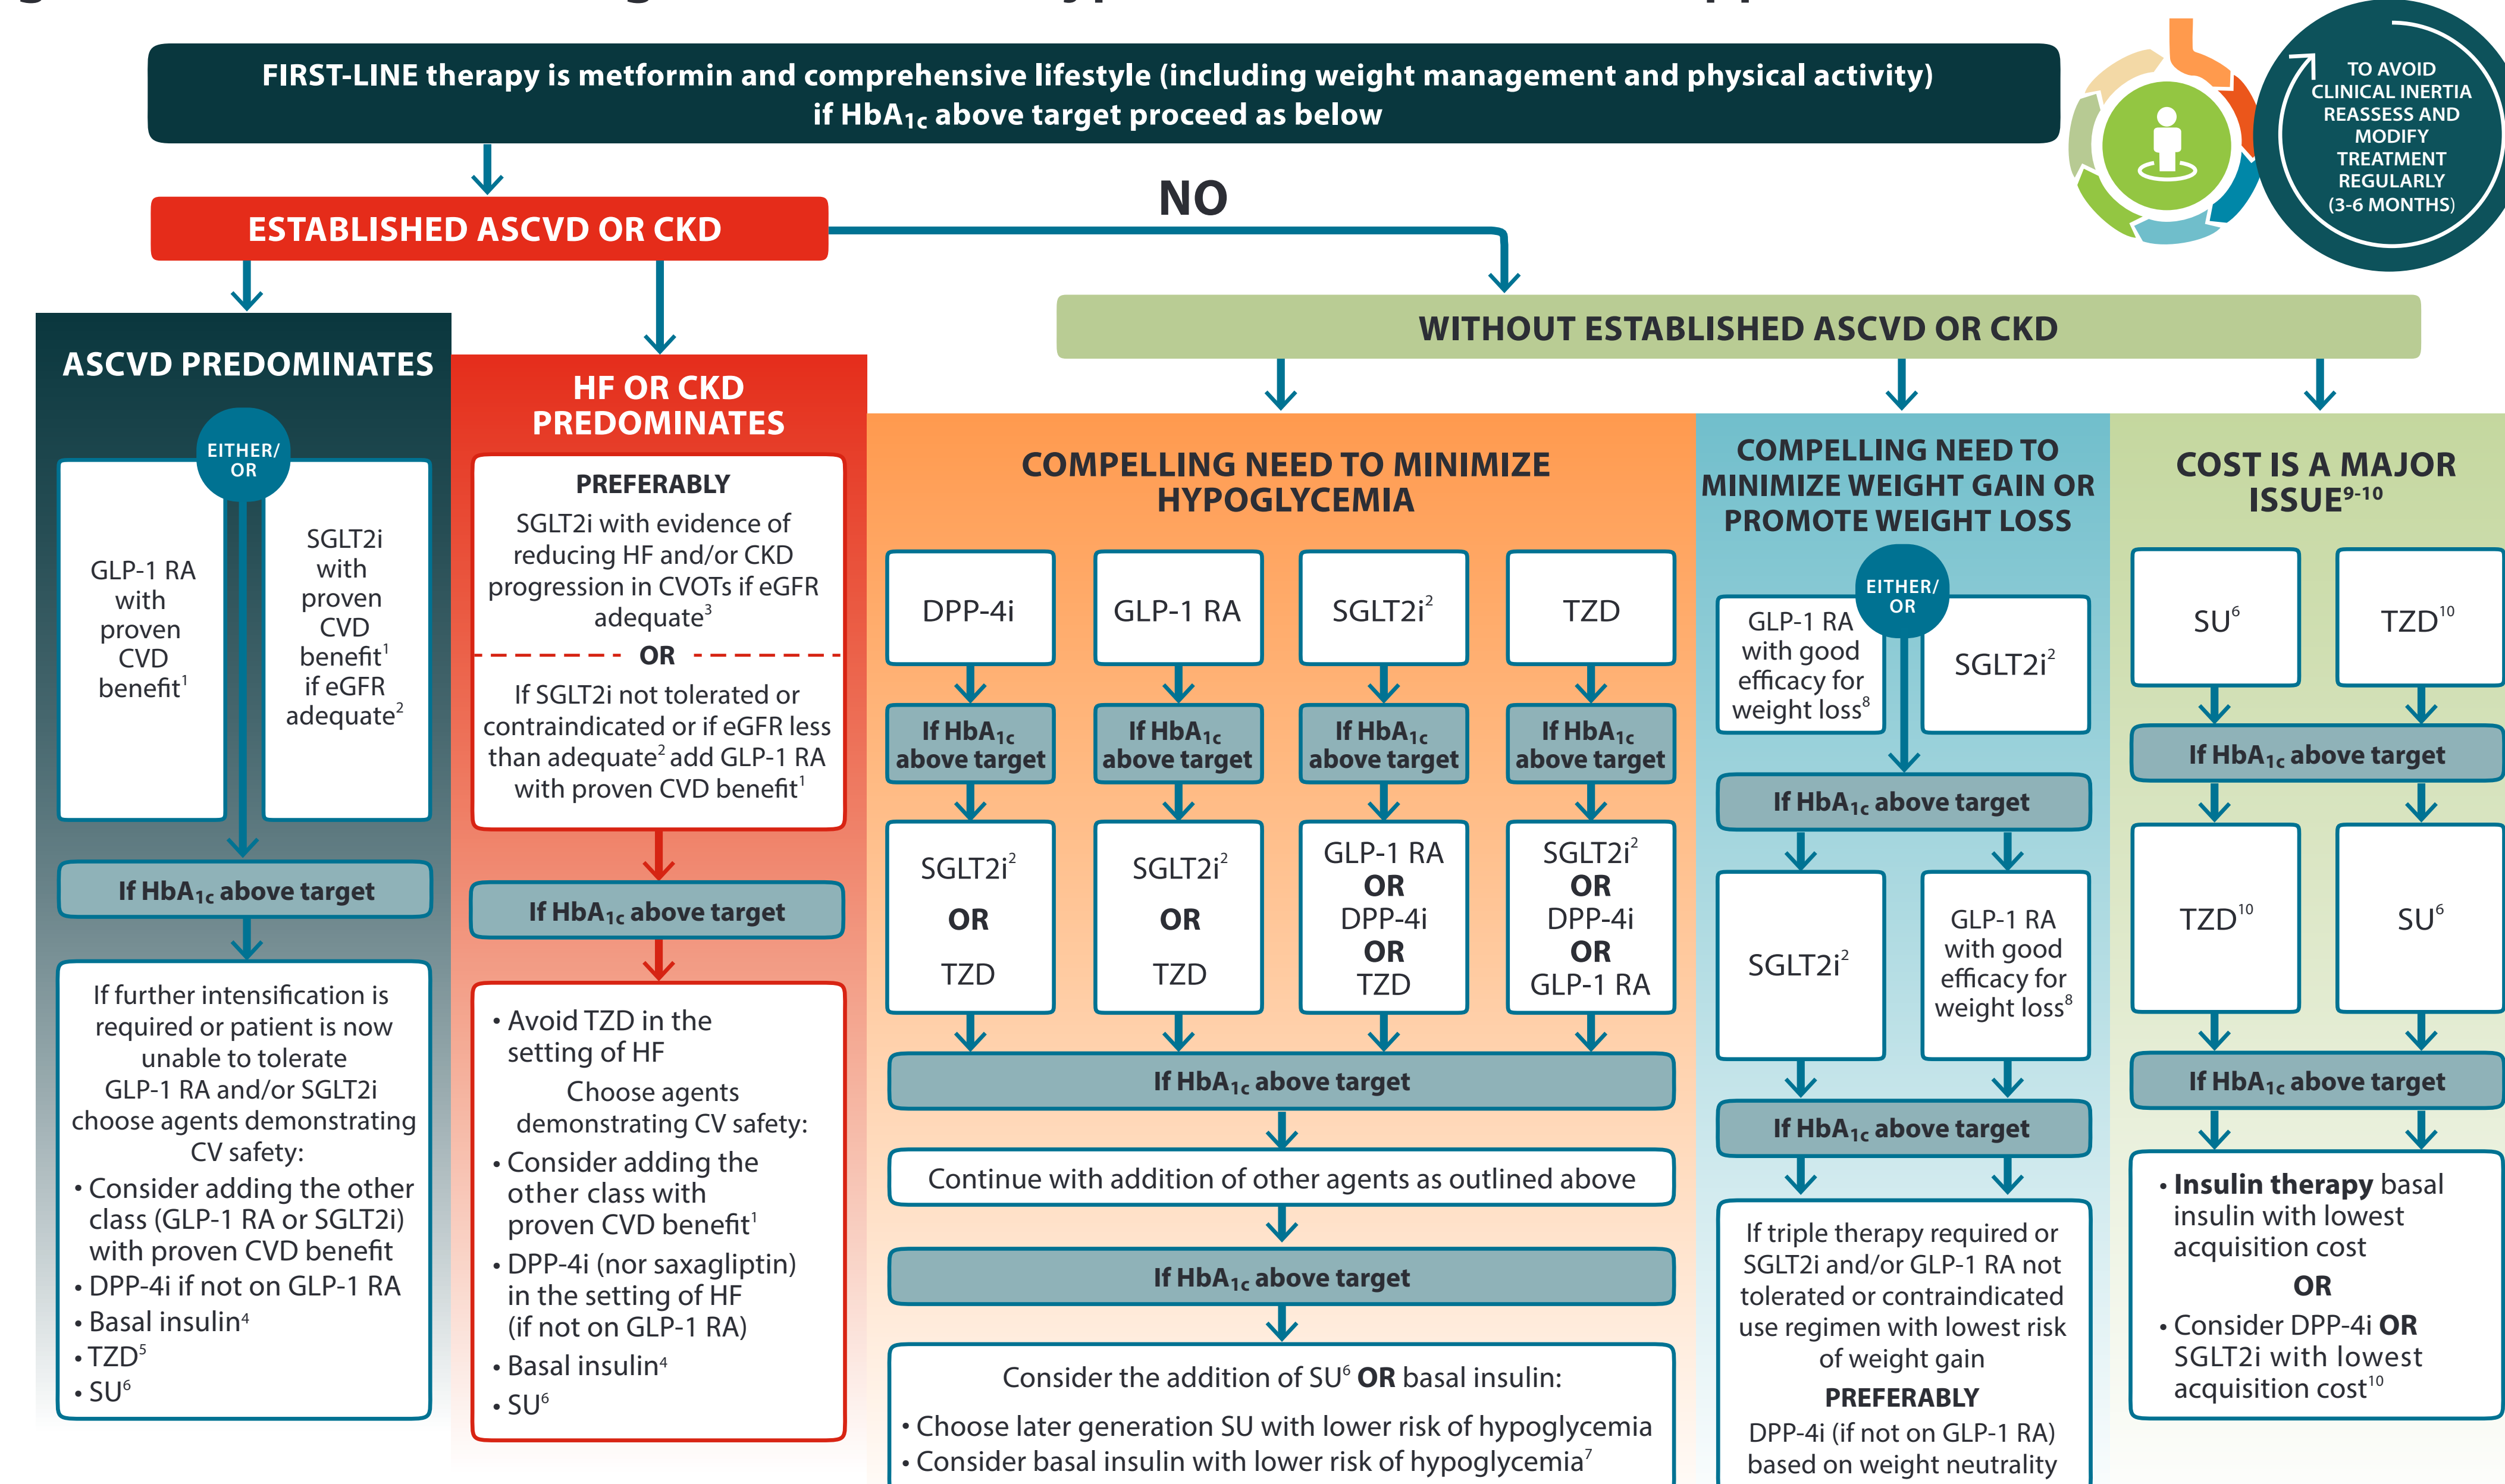 FIRST-LINE therapy is metformin and comprehensive lifestyle (including weight management and physical activity)
if HbA1c above target proceed as below
TO AVOID
CLINICAL INERTIA
REASSESS AND
MODIFY
TREATMENT
REGULARLY
(3-6 MONTHS)
ESTABLISHED ASCVD OR CKD
NO
WITHOUT ESTABLISHED ASCVD OR CKD
ASCVD PREDOMINATES
EITHER/
OR
GLP-1 RA
with
proven
CVD
benefit1
SGLT2i
with
proven
CVD
benefit1
if eGFR
adequate2
If HbA1c above target
If further intensification is
required or patient is now
unable to tolerate
GLP-1 RA and/or SGLT2i
choose agents demonstrating
CV safety:
• Consider adding the other
class (GLP-1 RA or SGLT2i)
with proven CVD benefit
• DPP-4i if not on GLP-1 RA
• Basal insulin4
• TZD5
• SU6
HF OR CKD
PREDOMINATES
PREFERABLY
SGLT2i with evidence of
reducing HF and/or CKD
progression in CVOTs if eGFR
adequate3
OR
If SGLT2i not tolerated or
contraindicated or if eGFR less
than adequate2 add GLP-1 RA
with proven CVD benefit1
If HbA1c above target
• Avoid TZD in the
setting of HF
Choose agents
demonstrating CV safety:
• Consider adding the
other class with
proven CVD benefit1
• DPP-4i (nor saxagliptin)
in the setting of HF
(if not on GLP-1 RA)
• Basal insulin4
• SU6
COMPELLING NEED TO MINIMIZE
HYPOGLYCEMIA
DPP-4i
If HbA1c
above target
SGLT2i2
OR
TZD
GLP-1 RA
If HbA1c
above target
SGLT2i2
OR
TZD
SGLT2i2
If HbA1c
above target
GLP-1 RA
OR
DPP-4i
OR
TZD
TZD
If HbA1c
above target
SGLT2i2
OR
DPP-4i
OR
GLP-1 RA
If HbA1c above target
Continue with addition of other agents as outlined above
If HbA1c above target
Consider the addition of SU6 OR basal insulin:
• Choose later generation SU with lower risk of hypoglycemia
• Consider basal insulin with lower risk of hypoglycemia7
COMPELLING NEED TO
MINIMIZE WEIGHT GAIN OR
PROMOTE WEIGHT LOSS
EITHER/
OR
GLP-1 RA
with good
efficacy for
weight loss8
SGLT2i2
If HbA1c above target
SGLT2i2
GLP-1 RA
with good
efficacy for
weight loss8
If HbA1c above target
If triple therapy required or
SGLT2i and/or GLP-1 RA not
tolerated or contraindicated
use regimen with lowest risk
of weight gain
PREFERABLY
DPP-4i (if not on GLP-1 RA)
based on weight neutrality
COST IS A MAJOR
ISSUE9-10
SU6
TZD10
If HbA1c above target
TZD10
SU6
If HbA1c above target
• Insulin therapy basal
insulin with lowest
acquisition cost
OR
• Consider DPP-4i OR
SGLT2i with lowest
acquisition cost10